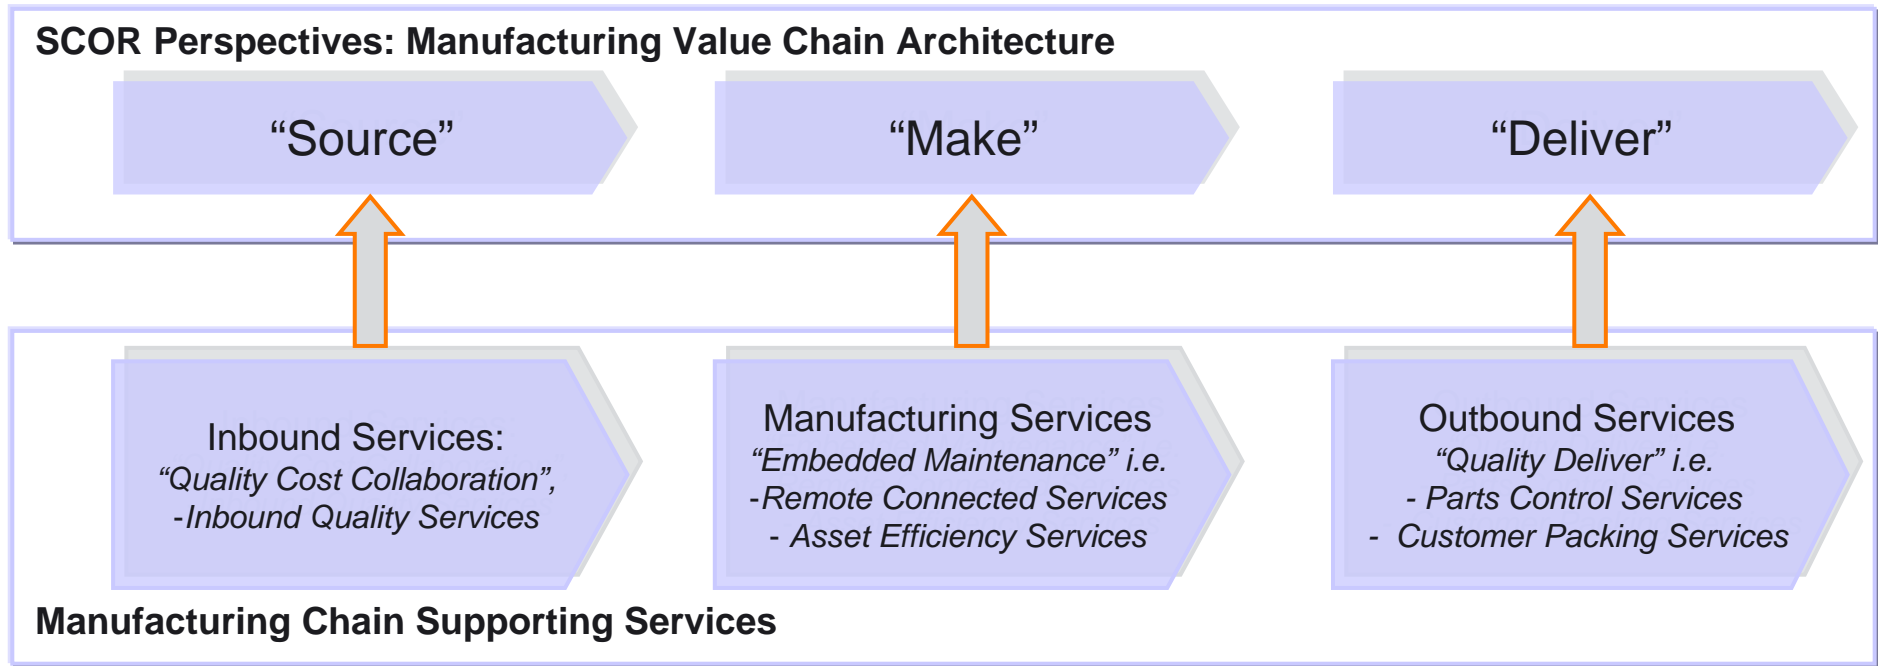 SCOR Perspectives: Manufacturing Value Chain Architecture
“Source”
“Make”
“Deliver”
Inbound Services:
“Quality Cost Collaboration”,
-Inbound Quality Services
Manufacturing Services
“Embedded Maintenance” i.e.
-Remote Connected Services
- Asset Efficiency Services
Outbound Services
“Quality Deliver” i.e.
- Parts Control Services
- Customer Packing Services
Manufacturing Chain Supporting Services